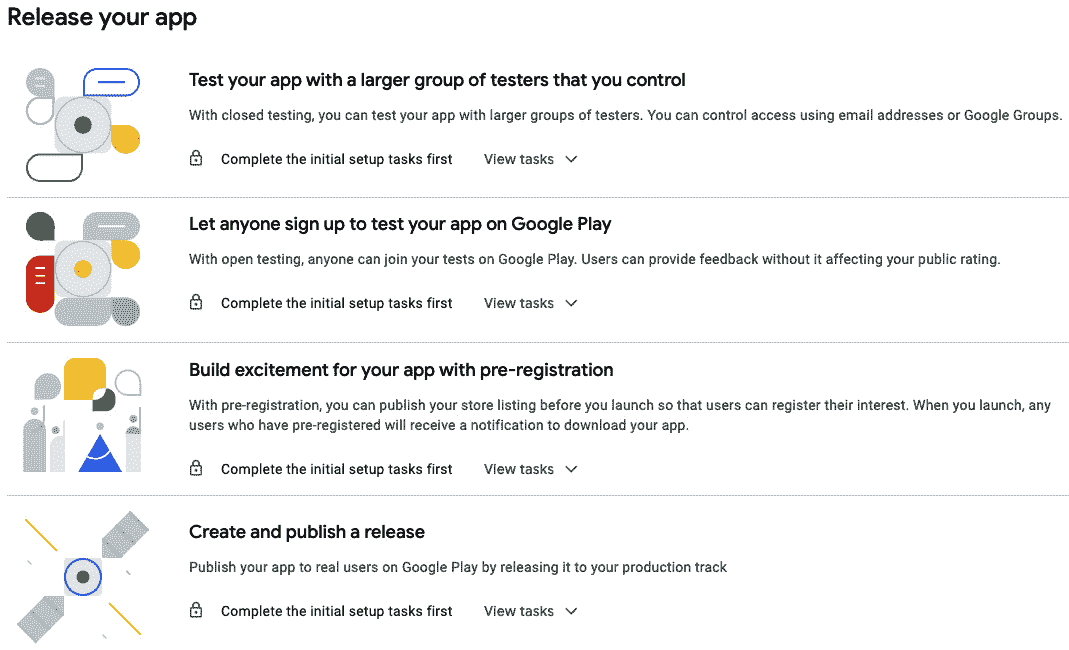 Release your app
Test your app with a larger group of testers that you control
With closed testing, you can test your app with larger groups of testers. You can control access using email addresses or Google Groups.
Complete the initial setup tasks first View tasks
Let anyone sign up to test your app on Google Play
With open testing, anyone can join your tests on Google Play. Users can provide feedback without it affecting your public rating.
Complete the initial setup tasks first View tasks
Build excitement for your app with pre-registration
With pre-registration, you can publish your store listing before you launch so that users can register their interest. When you launch, any
users who have pre-registered will receive a notification to download your app.
Complete the initial setup tasks first View tasks
Create and publish a release
Publish your app to real users on Google Play by releasing it to your production track
Complete the initial setup tasks first View tasks